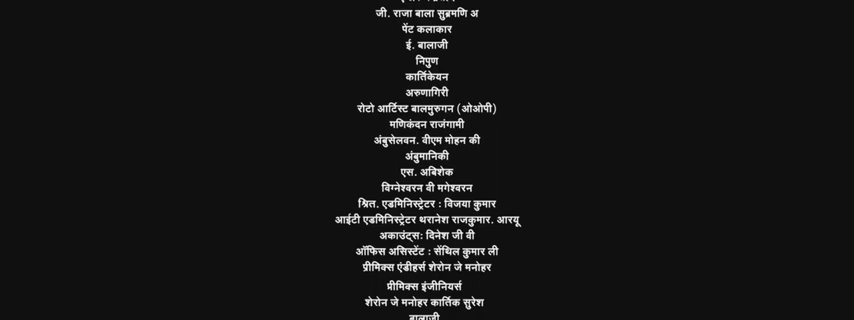 जी. राजा बाला सुब्रमणि अ
पेंट कलाकार
ई. बालाजी
निपुण
कार्तिकेयन
अरुणागिरी
रोटो आर्टिस्ट बालमुरुगन (ओओपी)
मणिकंदन राजंगामी
अंबुसेलवन. वीएम मोहन की
अंबुमानिकी
एस. अबिशेक
विग्नेश्वरन वी मगेश्वरन
श्रित. एडमिनिस्ट्रेटर : विजया कुमार
आईटी एडमिनिस्ट्रेटर थरानेश राजकुमार. आरयू
अकाउंट्स: दिनेश जी वी
ऑफिस असिस्टेंट : सेंथिल कुमार ली
प्रीमिक्स एंडीहर्स शेरोन जे मनोहर
प्रीमिक्स इंजीनियर्स
शेरोन जे मनोहर कार्तिक सुरेश
बालाजी